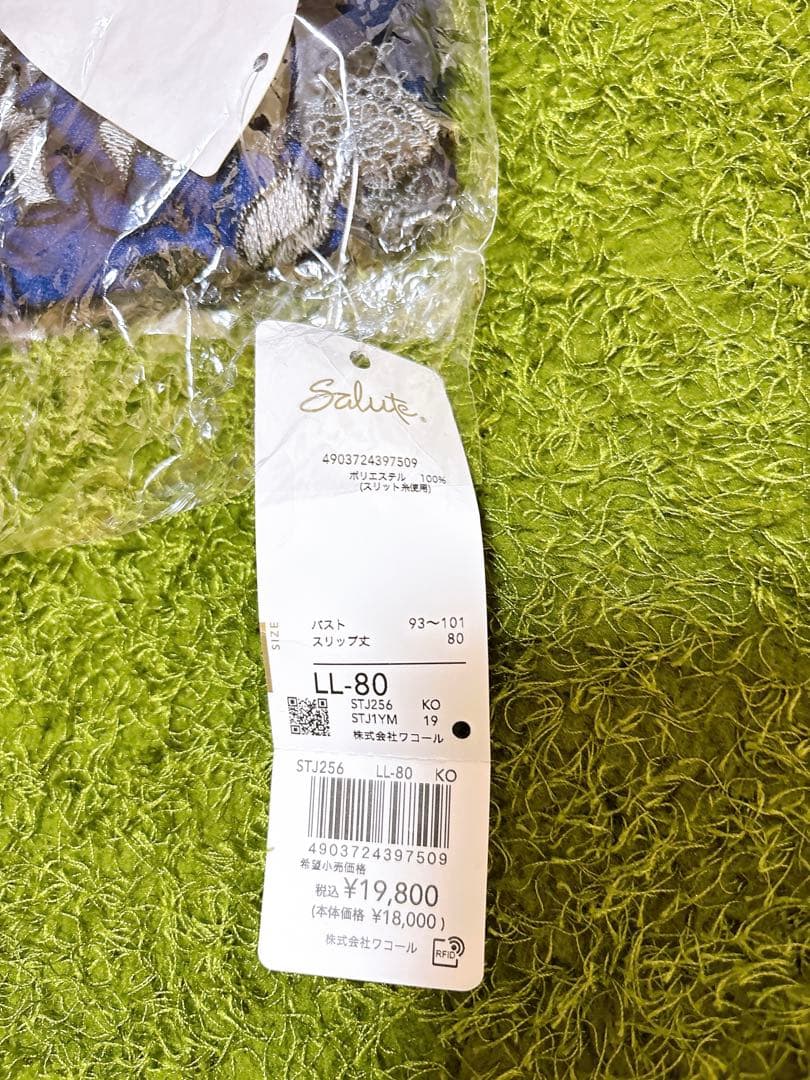 Salute®
4903724397509
ポリエステル 100%
(スリット糸使用)
SIZE
バスト 93～101
スリップ丈 80
LL-80
STJ256 KO
STJ1YM 19
株式会社ワコール
STJ256 LL-80 KO
4903724397509
希望小売価格
税込 ¥19,800
(本体価格 ¥18,000)
株式会社ワコール
RFID